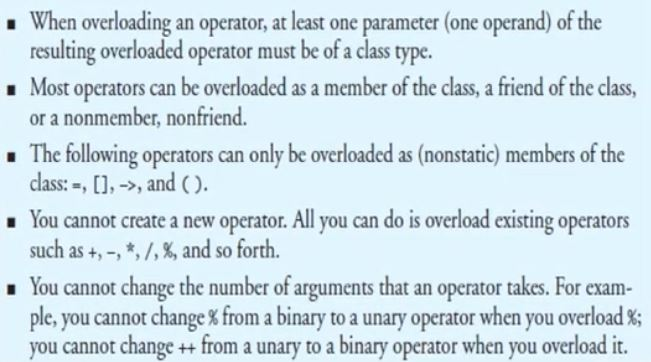 ▪ When overloading an operator, at least one parameter (one operand) of the
resulting overloaded operator must be of a class type.
▪ Most operators can be overloaded as a member of the class, a friend of the class,
or a nonmember, nonfriend.
▪ The following operators can only be overloaded as (nonstatic) members of the
class: =, [], ->, and ( ).
▪ You cannot create a new operator. All you can do is overload existing operators
such as +, -, *, /, %, and so forth.
▪ You cannot change the number of arguments that an operator takes. For exam-
ple, you cannot change % from a binary to a unary operator when you overload %;
you cannot change ++ from a unary to a binary operator when you overload it.